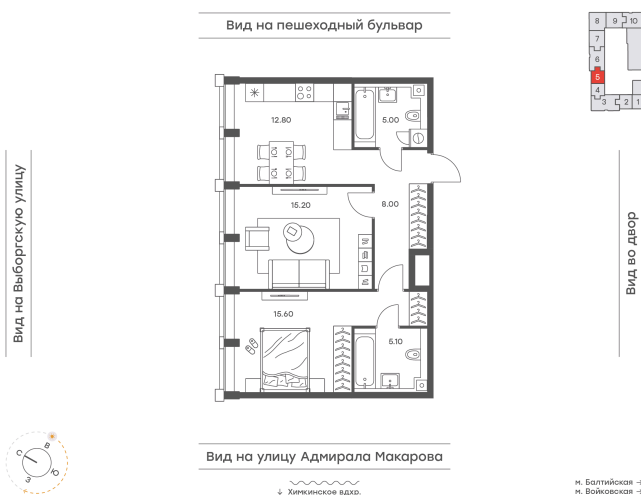 Вид на пешеходный бульвар
8 9 10
7
6
5
4
3 2 1
12.80
5.00
15.20
8.00
15.60
5.10
Вид на Выборгскую улицу
Вид во двор
С В Ю З
Вид на улицу Адмирала Макарова
↓ Химкинское вдхр.
м. Балтийская →
м. Войковская →